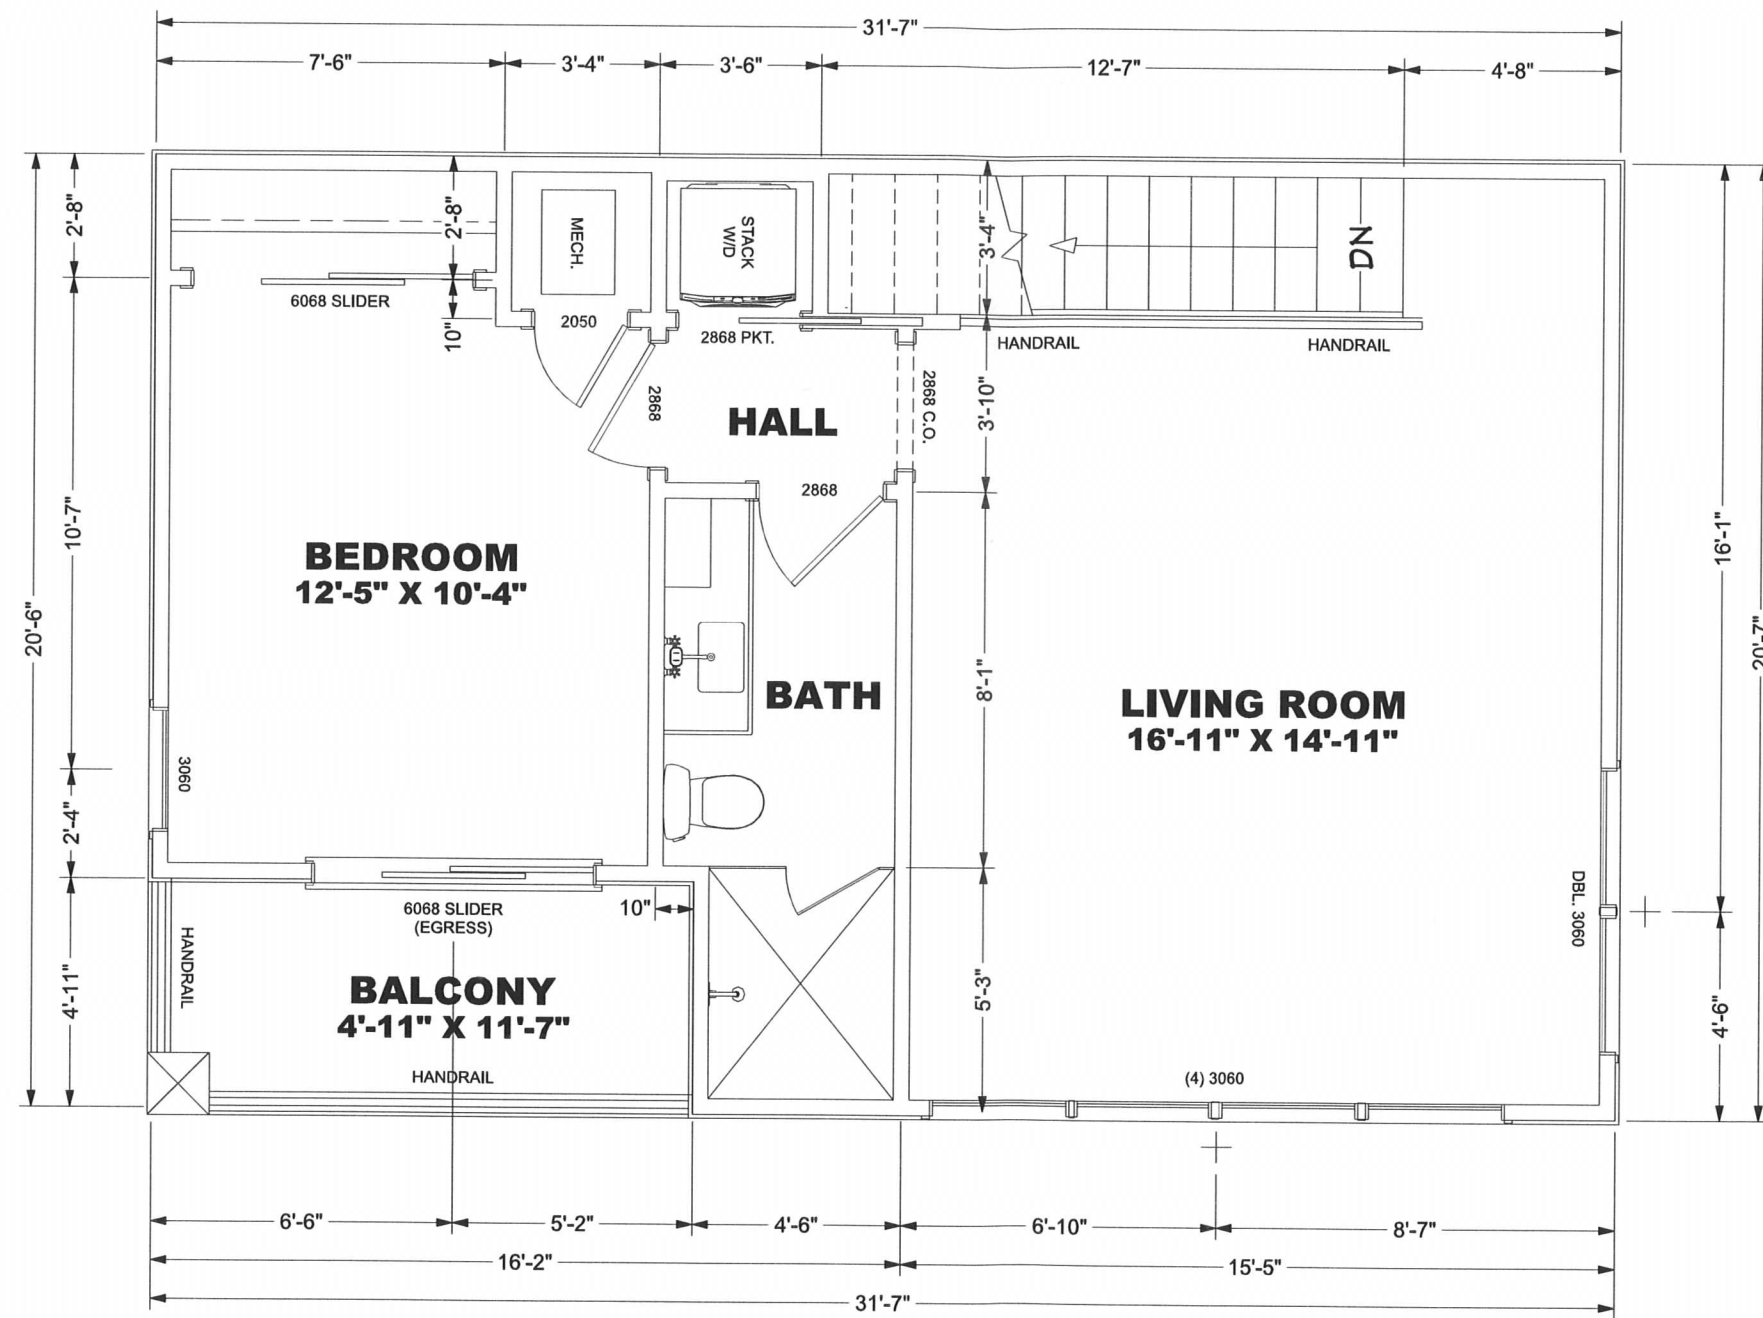 31'-7"
7'-6"
3'-4"
3'-6"
12'-7"
4'-8"
2'-8"
2'-8"
MECH.
STACK
W/D
3'-4"
DN
6068 SLIDER
10"
2050
2868 PKT.
HANDRAIL
HANDRAIL
2868
HALL
2868 C.O.
3'-10"
2868
10'-7"
16'-1"
BEDROOM
12'-5" X 10'-4"
20'-6"
20'-7"
8'-1"
BATH
LIVING ROOM
16'-11" X 14'-11"
3060
2'-4"
6068 SLIDER
(EGRESS)
10"
DBL. 3060
HANDRAIL
4'-11"
BALCONY
4'-11" X 11'-7"
5'-3"
4'-6"
HANDRAIL
(4) 3060
6'-6"
5'-2"
4'-6"
6'-10"
8'-7"
16'-2"
15'-5"
31'-7"